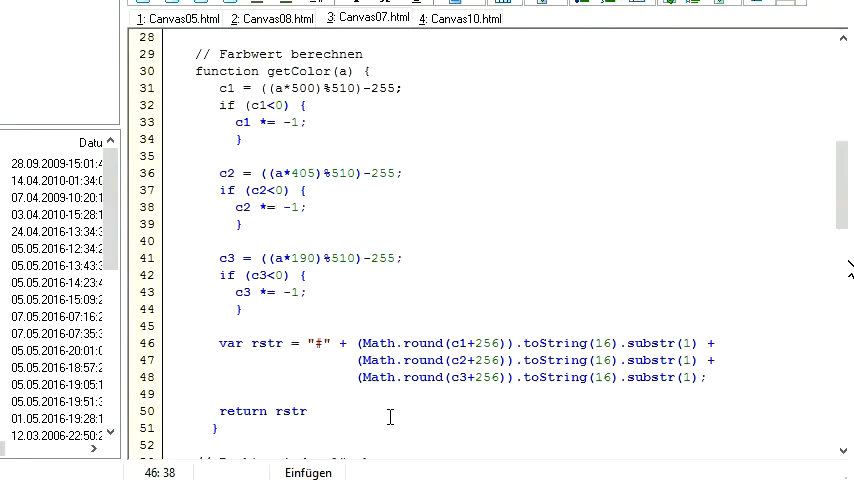 1: Canvas05.html 2: Canvas08.html 3: Canvas07.html 4: Canvas10.html
28
29 // Farbwert berechnen
30 function getColor(a) {
31 c1 = ((a*500)%510)-255;
32 if (c1<0) {
33 c1 *= -1;
34 }
35
36 c2 = ((a*405)%510)-255;
37 if (c2<0) {
38 c2 *= -1;
39 }
40
41 c3 = ((a*190)%510)-255;
42 if (c3<0) {
43 c3 *= -1;
44 }
45
46 var rstr = "#" + (Math.round(c1+256)).toString(16).substr(1) +
47 (Math.round(c2+256)).toString(16).substr(1) +
48 (Math.round(c3+256)).toString(16).substr(1);
49
50 return rstr
51 }
52
Datu
28.09.2009-15:01:4
14.04.2010-01:34:0
07.04.2009-10:20:1
03.04.2010-15:28:1
24.04.2016-13:34:3
05.05.2016-12:34:2
05.05.2016-13:43:3
05.05.2016-14:23:4
05.05.2016-15:09:2
07.05.2016-07:16:2
07.05.2016-07:35:3
05.05.2016-20:01:0
05.05.2016-18:57:2
05.05.2016-19:05:1
05.05.2016-19:51:3
01.05.2016-19:28:1
12.03.2006-22:50:2
46: 38 Einfügen